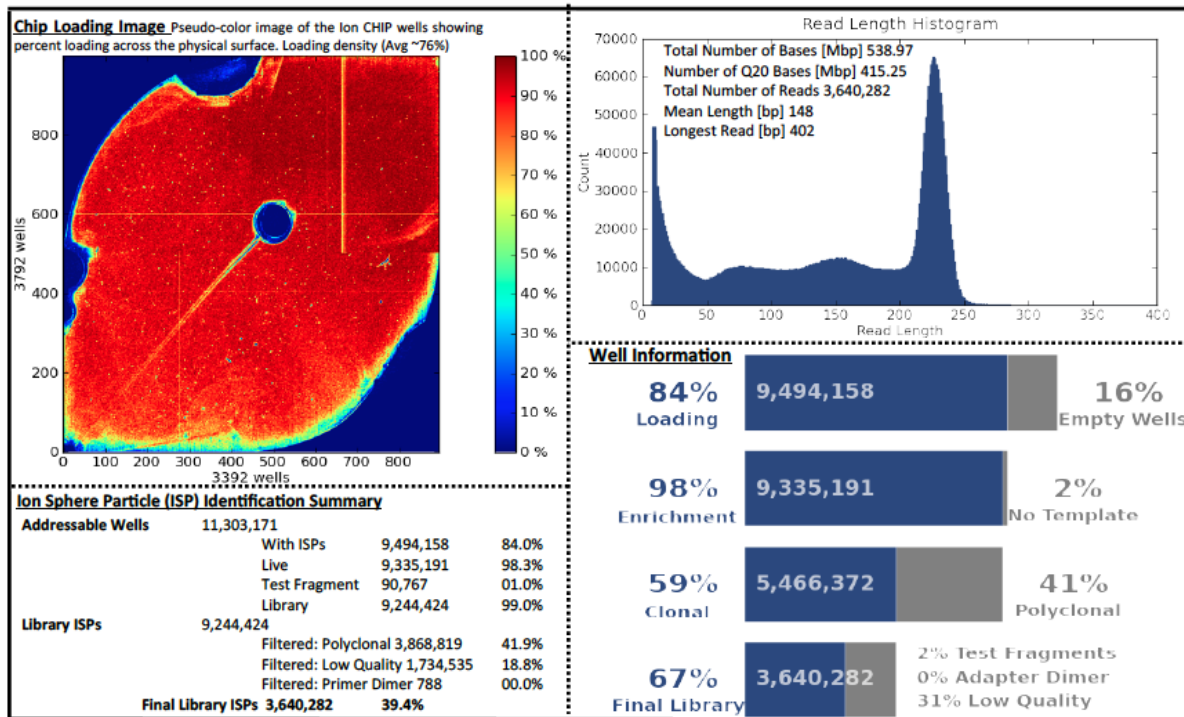 Chip Loading Image Pseudo-color image of the Ion CHIP wells showing
percent loading across the physical surface. Loading density (Avg ~76%)
100 %
90 %
80 %
70 %
60 %
50 %
40 %
30 %
20 %
10 %
0 %
3792 wells
800
600
400
200
0
0 100 200 300 400 500 600 700 800
3392 wells
Ion Sphere Particle (ISP) Identification Summary
Addressable Wells 11,303,171
With ISPs 9,494,158 84.0%
Live 9,335,191 98.3%
Test Fragment 90,767 01.0%
Library 9,244,424 99.0%
Library ISPs 9,244,424
Filtered: Polyclonal 3,868,819 41.9%
Filtered: Low Quality 1,734,535 18.8%
Filtered: Primer Dimer 788 00.0%
Final Library ISPs 3,640,282 39.4%
Read Length Histogram
Total Number of Bases [Mbp] 538.97
Number of Q20 Bases [Mbp] 415.25
Total Number of Reads 3,640,282
Mean Length [bp] 148
Longest Read [bp] 402
Count
70000
60000
50000
40000
30000
20000
10000
0
0 50 100 150 200 250 300 350 400
Read Length
Well Information
84% 9,494,158 16%
Loading Empty Wells
98% 9,335,191 2%
Enrichment No Template
59% 5,466,372 41%
Clonal Polyclonal
67% 3,640,282
Final Library
2% Test Fragments
0% Adapter Dimer
31% Low Quality